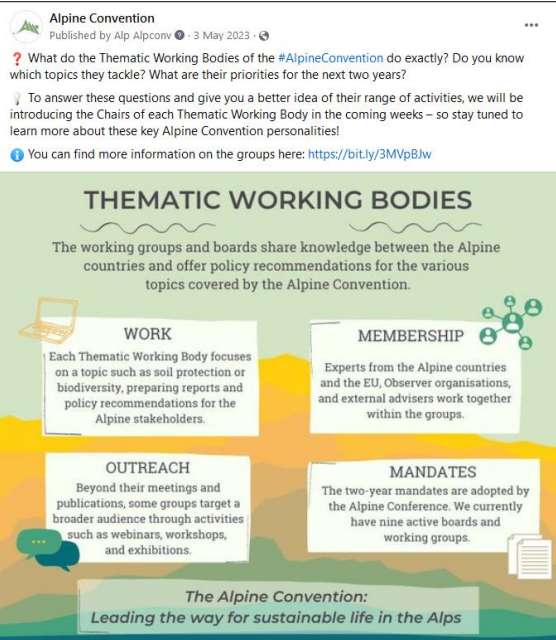 Alpine Convention
Published by Alp Alpconv · 3 May 2023 ·
❓ What do the Thematic Working Bodies of the #AlpineConvention do exactly? Do you know
which topics they tackle? What are their priorities for the next two years?
💡 To answer these questions and give you a better idea of their range of activities, we will be
introducing the Chairs of each Thematic Working Body in the coming weeks – so stay tuned to
learn more about these key Alpine Convention personalities!
ℹ️ You can find more information on the groups here: https://bit.ly/3MVpBJw
THEMATIC WORKING BODIES
The working groups and boards share knowledge between the Alpine
countries and offer policy recommendations for the various
topics covered by the Alpine Convention.
WORK
Each Thematic Working Body focuses
on a topic such as soil protection or
biodiversity, preparing reports and
policy recommendations for the
Alpine stakeholders.
MEMBERSHIP
Experts from the Alpine countries
and the EU, Observer organisations,
and external advisers work together
within the groups.
OUTREACH
Beyond their meetings and
publications, some groups target a
broader audience through activities
such as webinars, workshops,
and exhibitions.
MANDATES
The two-year mandates are adopted by
the Alpine Conference. We currently
have nine active boards and
working groups.
The Alpine Convention:
Leading the way for sustainable life in the Alps